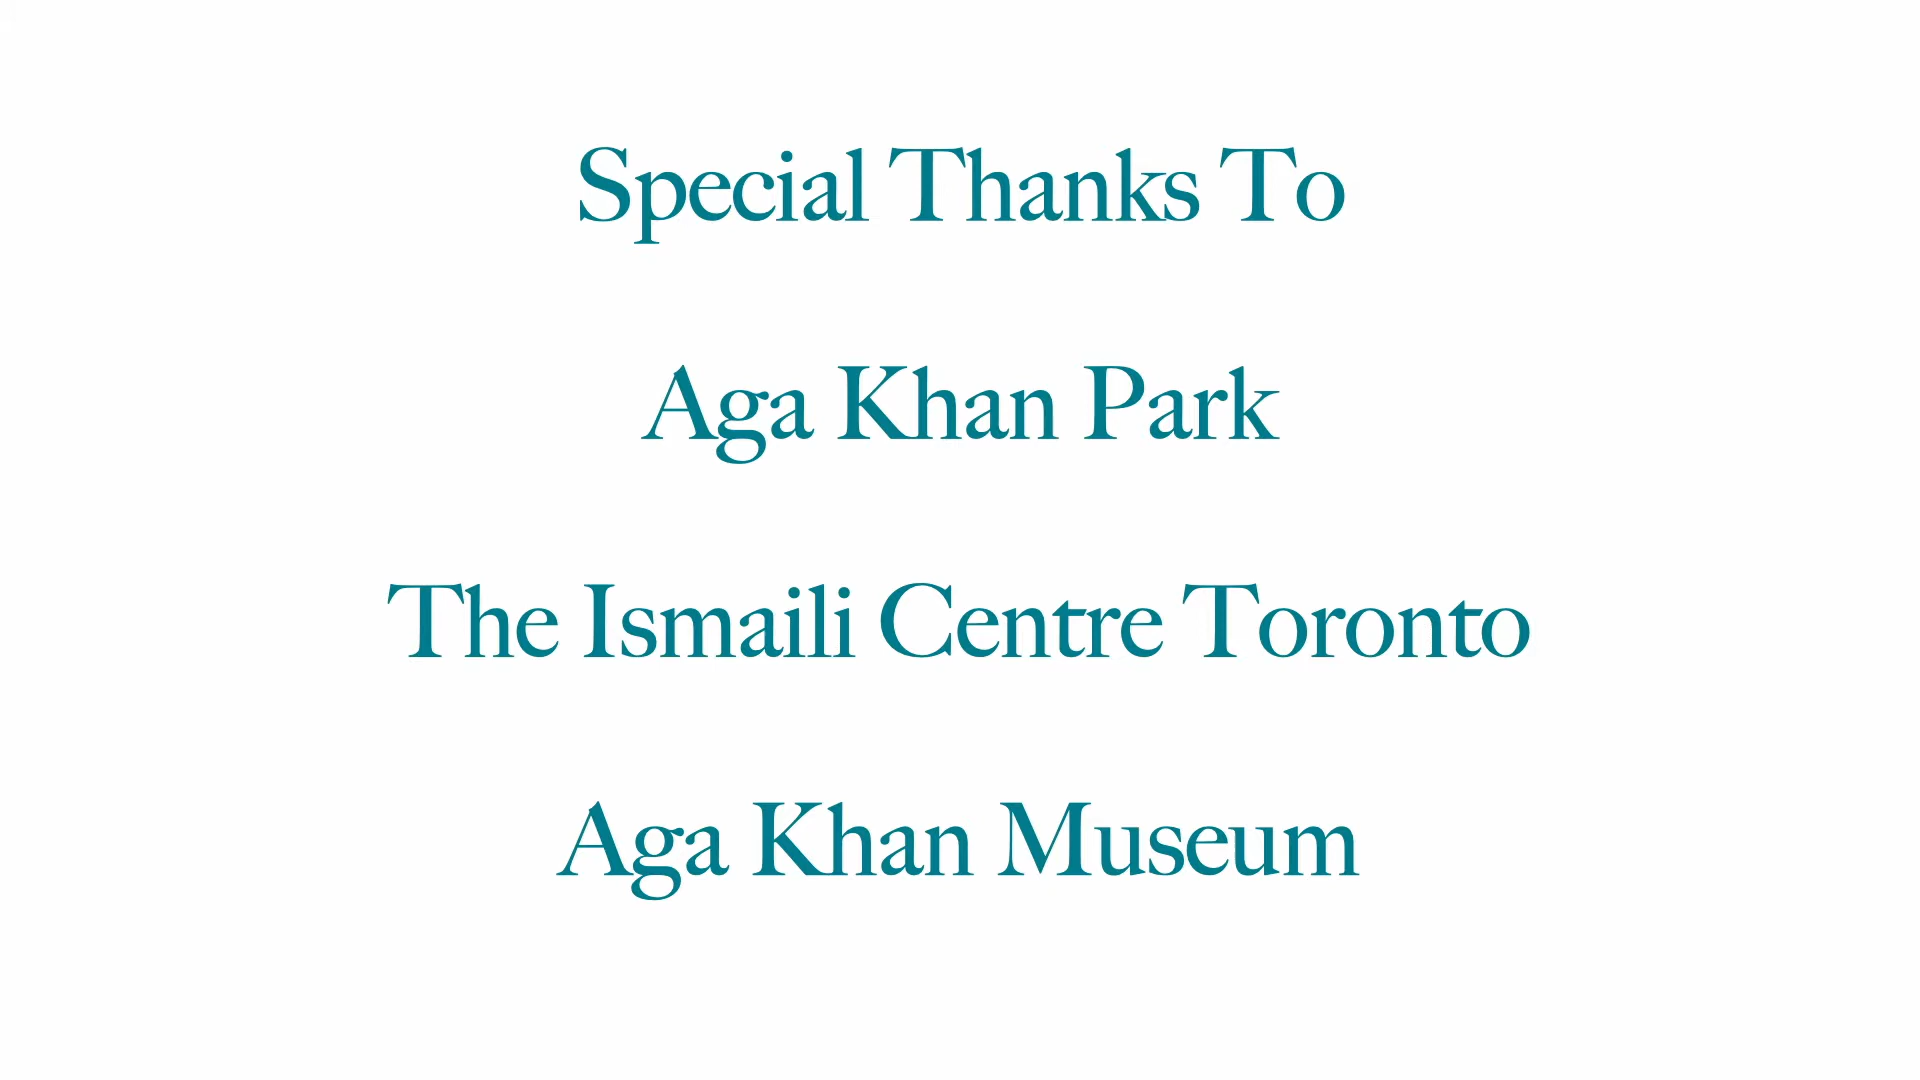 Special Thanks To
Aga Khan Park
The Ismaili Centre Toronto
Aga Khan Museum